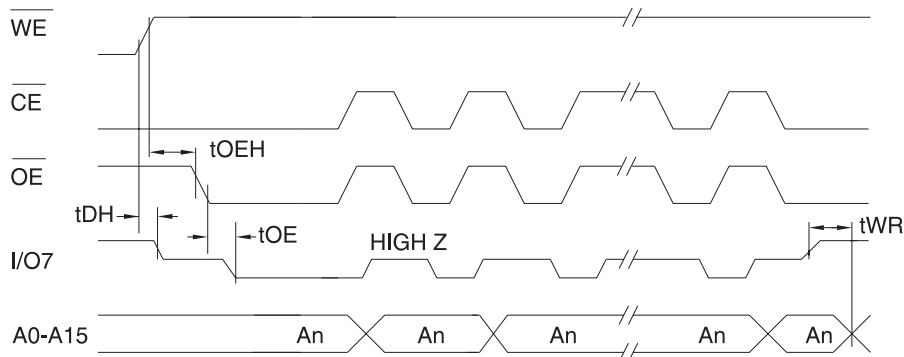 WE
CE
tOEH
OE
tDH
tOE
tWR
HIGH Z
I/O7
A0-A15 An An An An An